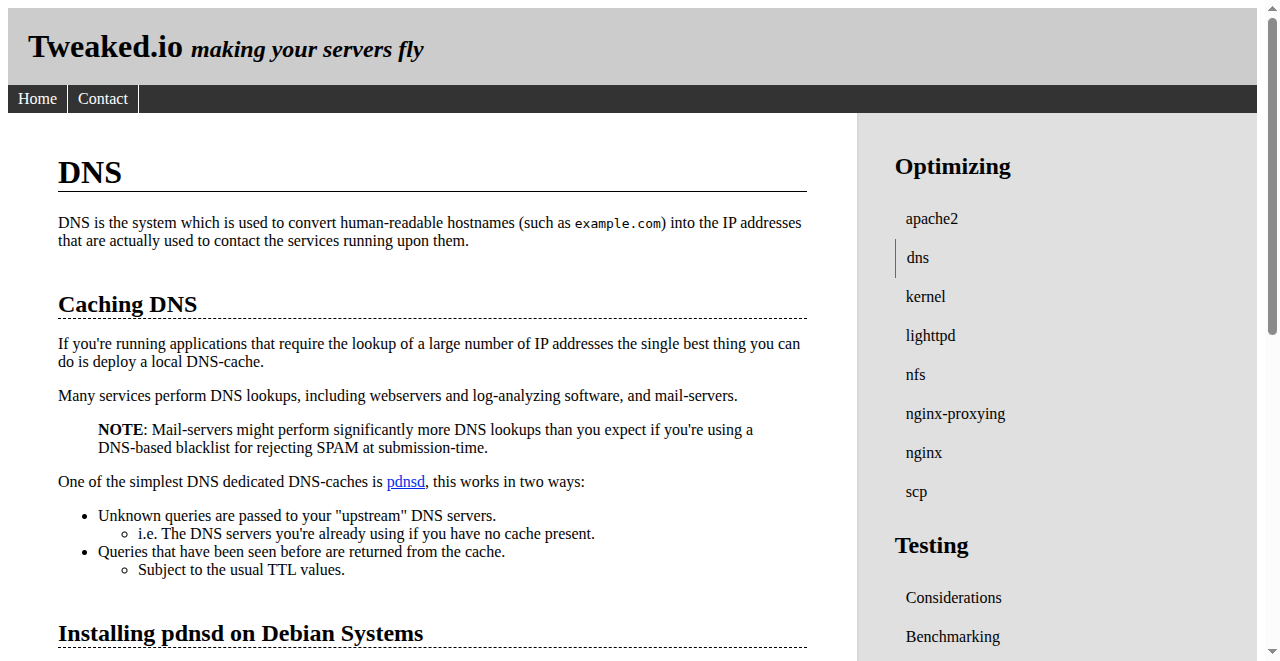 Tweaked.io making your servers fly
Home
Contact
DNS
DNS is the system which is used to convert human-readable hostnames (such as example.com) into the IP addresses
that are actually used to contact the services running upon them.
Caching DNS
If you're running applications that require the lookup of a large number of IP addresses the single best thing you can
do is deploy a local DNS-cache.
Many services perform DNS lookups, including webservers and log-analyzing software, and mail-servers.
NOTE: Mail-servers might perform significantly more DNS lookups than you expect if you're using a
DNS-based blacklist for rejecting SPAM at submission-time.
One of the simplest DNS dedicated DNS-caches is pdnsd, this works in two ways:
Unknown queries are passed to your "upstream" DNS servers.
i.e. The DNS servers you're already using if you have no cache present.
Queries that have been seen before are returned from the cache.
Subject to the usual TTL values.
Installing pdnsd on Debian Systems
Optimizing
apache2
dns
kernel
lighttpd
nfs
nginx-proxying
nginx
scp
Testing
Considerations
Benchmarking